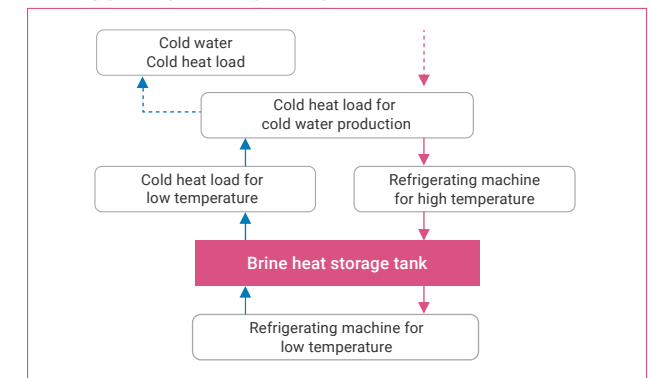 Cold water
Cold heat load
Cold heat load for
cold water production
Cold heat load for
low temperature
Refrigerating machine
for high temperature
Brine heat storage tank
Refrigerating machine for
low temperature